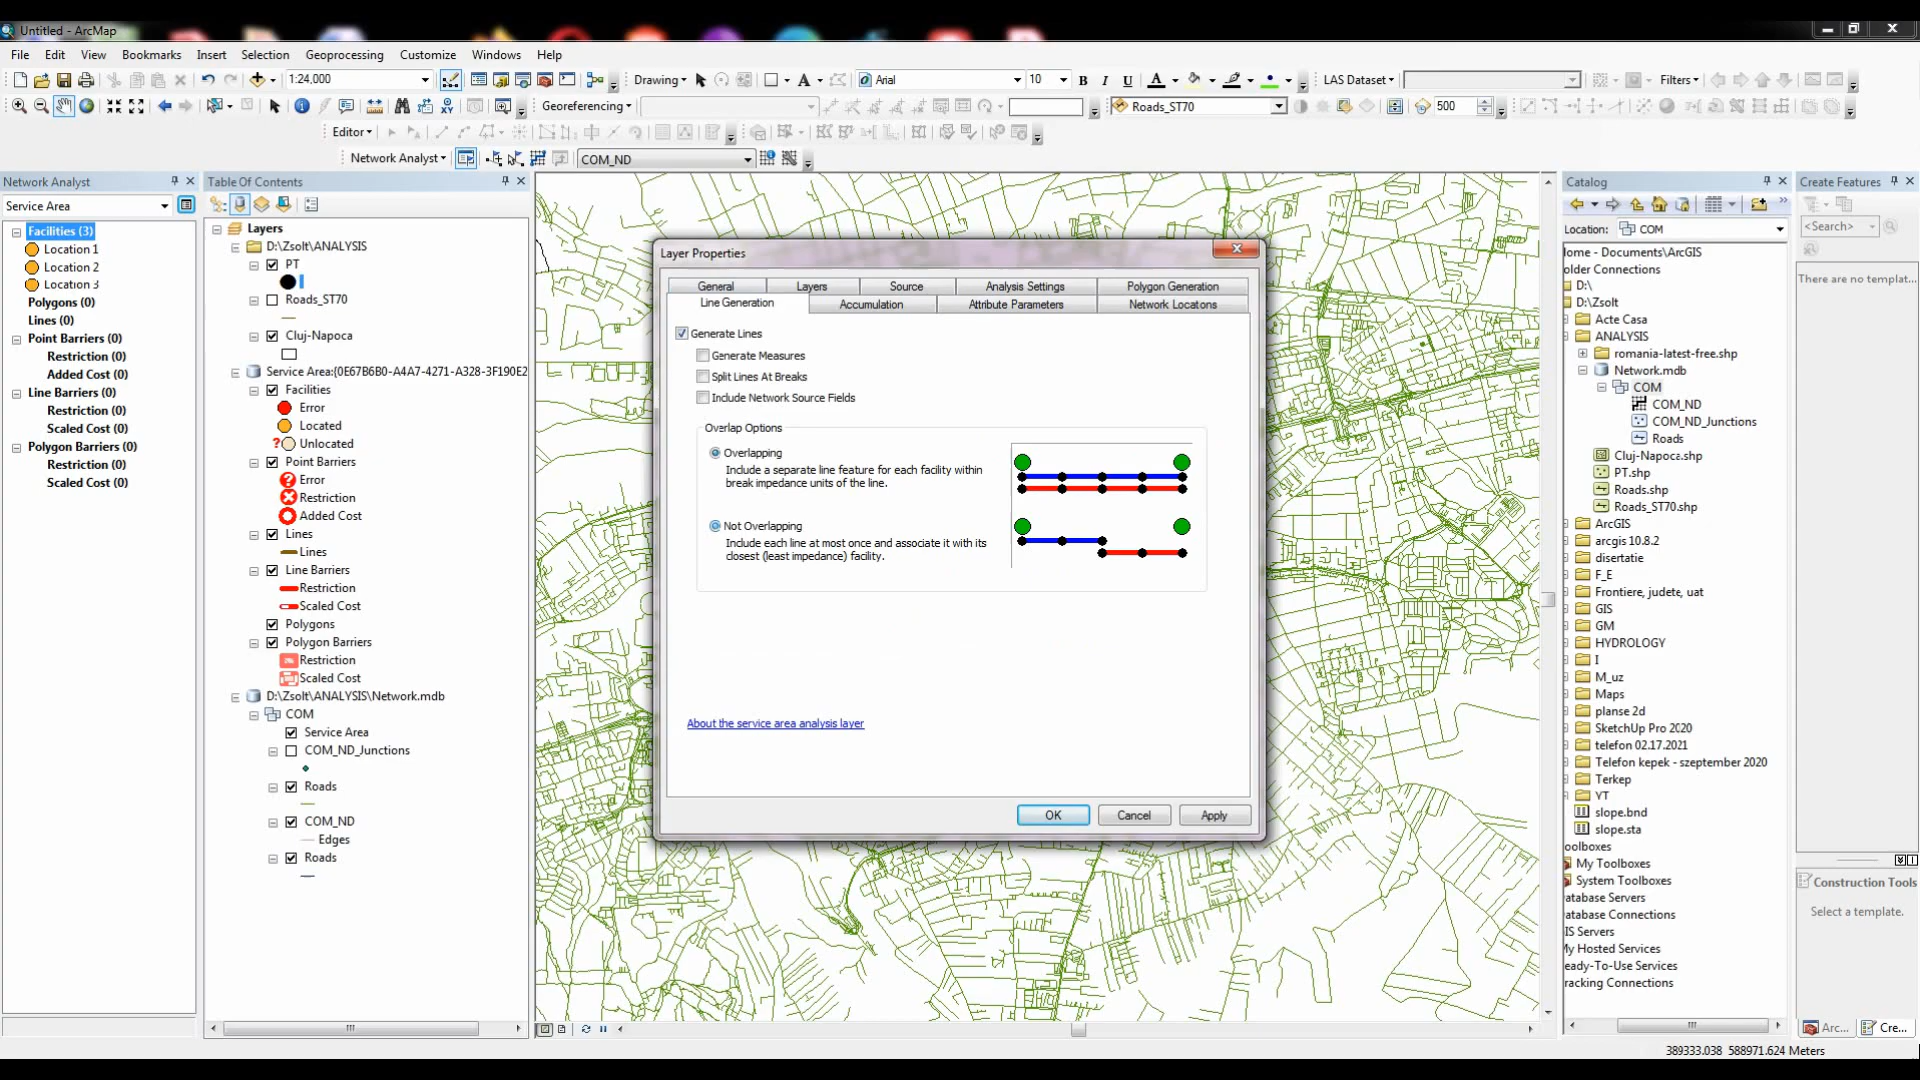 Untitled - ArcMap
File Edit View Bookmarks Insert Selection Geoprocessing Customize Windows Help
1:24,000
Drawing
Arial
10
B I U A
LAS Dataset
Filters
Georeferencing
Roads_ST70
500
Editor
Network Analyst
COM_ND
Network Analyst
Service Area
Facilities (3)
Location 1
Location 2
Location 3
Polygons (0)
Lines (0)
Point Barriers (0)
Restriction (0)
Added Cost (0)
Line Barriers (0)
Restriction (0)
Scaled Cost (0)
Polygon Barriers (0)
Restriction (0)
Scaled Cost (0)
Table Of Contents
Layers
D:\Zsolt\ANALYSIS
PT
Roads_ST70
Cluj-Napoca
Service Area:{0E67B6B0-A4A7-4271-A328-3F190E2
Facilities
Error
Located
? Unlocated
Point Barriers
Error
Restriction
Added Cost
Lines
Lines
Line Barriers
Restriction
Scaled Cost
Polygons
Polygon Barriers
Restriction
Scaled Cost
D:\Zsolt\ANALYSIS\Network.mdb
COM
Service Area
COM_ND_Junctions
Roads
COM_ND
Edges
Roads
Layer Properties
General Layers Source Analysis Settings Polygon Generation
Line Generation Accumulation Attribute Parameters Network Locations
Generate Lines
Generate Measures
Split Lines At Breaks
Include Network Source Fields
Overlap Options
Overlapping
Include a separate line feature for each facility within
break impedance units of the line.
Not Overlapping
Include each line at most once and associate it with its
closest (least impedance) facility.
About the service area analysis layer
OK Cancel Apply
Catalog
Location: COM
ome - Documents\ArcGIS
older Connections
D:\
D:\Zsolt
Acte Casa
ANALYSIS
romania-latest-free.shp
Network.mdb
COM
COM_ND
COM_ND_Junctions
Roads
Cluj-Napoca.shp
PT.shp
Roads.shp
Roads_ST70.shp
ArcGIS
arcgis 10.8.2
disertatie
F_E
Frontiere, judete, uat
GIS
GM
HYDROLOGY
I
M_uz
Maps
planse 2d
SketchUp Pro 2020
telefon 02.17.2021
Telefon kepek - szeptember 2020
Terkep
YT
slope.bnd
slope.sta
oolboxes
My Toolboxes
System Toolboxes
atabase Servers
atabase Connections
IS Servers
My Hosted Services
eady-To-Use Services
racking Connections
Create Features
<Search>
There are no templat...
Construction Tools
Select a template.
Arc... Cre...
389333.038 588971.624 Meters